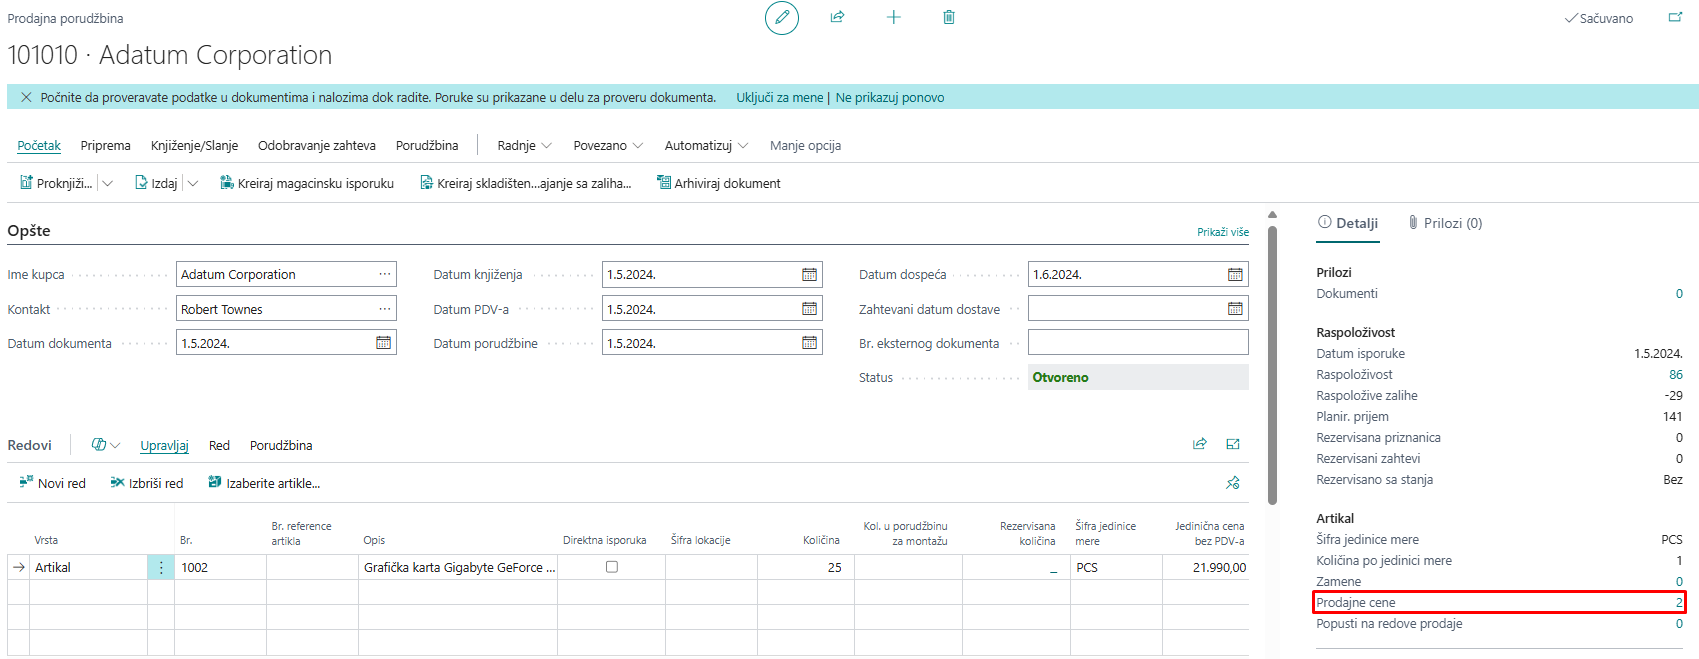 Prodajna porudžbina
Sačuvano
101010 · Adatum Corporation
Počnite da proveravate podatke u dokumentima i nalozima dok radite. Poruke su prikazane u delu za proveru dokumenta. Uključi za mene | Ne prikazuj ponovo
Početak Priprema Knjiženje/Slanje Odobravanje zahteva Porudžbina Radnje Povezano Automatizuj Manje opcija
Proknjiži... Izdaj Kreiraj magacinsku isporuku Kreiraj skladišten...ajanje sa zaliha... Arhiviraj dokument
Opšte
Prikaži više
Ime kupca Adatum Corporation
Kontakt Robert Townes
Datum dokumenta 1.5.2024.
Datum knjiženja 1.5.2024.
Datum PDV-a 1.5.2024.
Datum porudžbine 1.5.2024.
Datum dospeća 1.6.2024.
Zahtevani datum dostave
Br. eksternog dokumenta
Status Otvoreno
Redovi Upravljaj Red Porudžbina
Novi red Izbriši red Izaberite artikle...
Vrsta Br. Br. reference artikla Opis Direktna isporuka Šifra lokacije Količina Kol. u porudžbinu za montažu Rezervisana količina Šifra jedinice mere Jedinična cena bez PDV-a
Artikal 1002 Grafička karta Gigabyte GeForce ... 25 _ PCS 21.990,00
Detalji Prilozi (0)
Prilozi
Dokumenti 0
Raspoloživost
Datum isporuke 1.5.2024.
Raspoloživost 86
Raspoložive zalihe -29
Planir. prijem 141
Rezervisana priznanica 0
Rezervisani zahtevi 0
Rezervisano sa stanja Bez
Artikal
Šifra jedinice mere PCS
Količina po jedinici mere 1
Zamene 0
Prodajne cene 2
Popusti na redove prodaje 0